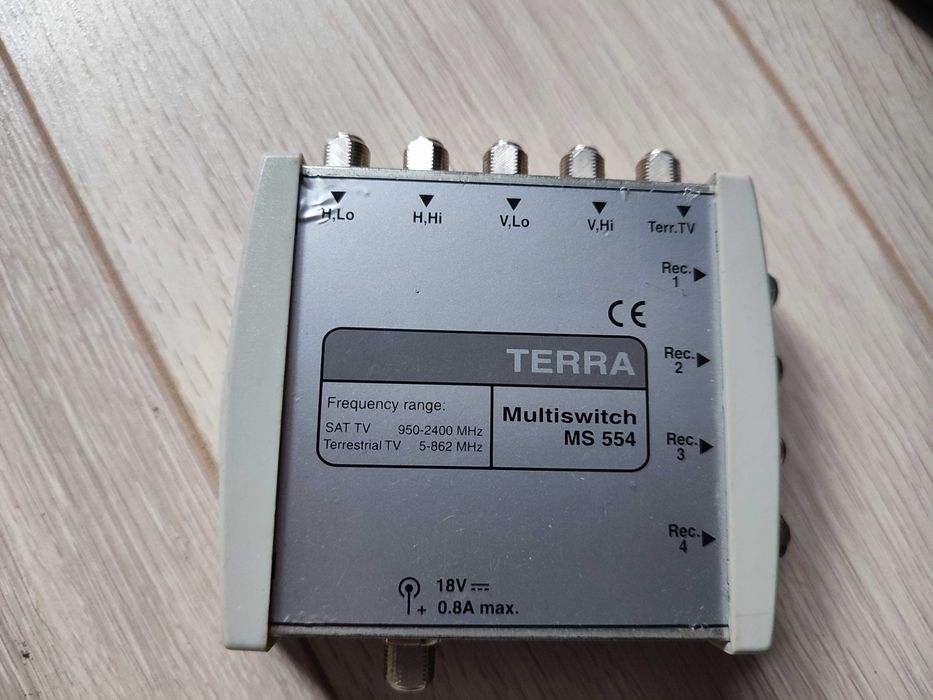 H,Lo
H,Hi
V,Lo
V,Hi
Terr.TV
Rec.
1
CE
TERRA
Rec.
2
Frequency range:
SAT TV 950-2400 MHz
Terrestrial TV 5-862 MHz
Multiswitch
MS 554
Rec.
3
Rec.
4
18V
+ 0.8A max.